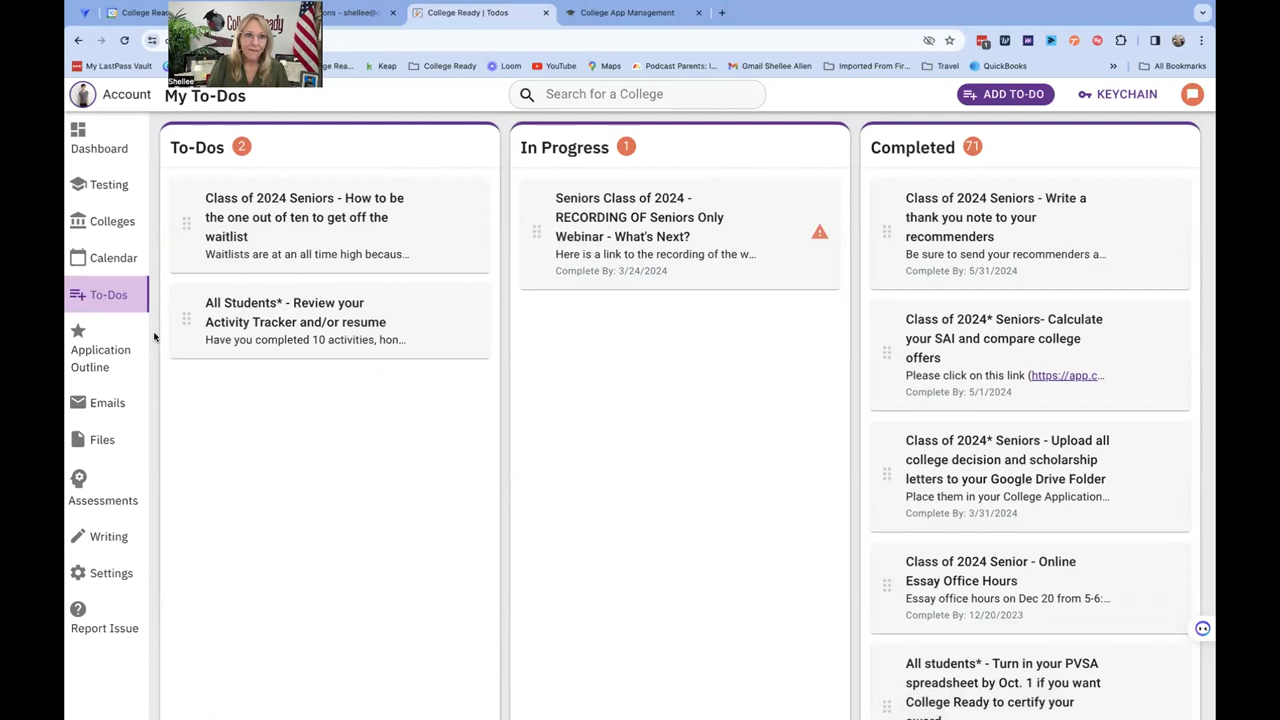 College Rea
ons - shellee@c
College Ready | Todos
College App Management
My LastPass Vault
ge Rea...
Keap
College Ready
Loom
YouTube
Maps
Podcast Parents: I...
Gmail Shellee Allen
Imported From Fir...
Travel
QuickBooks
»
All Bookmarks
College Ready
Shellee
Account
My To-Dos
Search for a College
ADD TO-DO
KEYCHAIN
Dashboard
Testing
Colleges
Calendar
To-Dos
Application
Outline
Emails
Files
Assessments
Writing
Settings
Report Issue
To-Dos 2
Class of 2024 Seniors - How to be
the one out of ten to get off the
waitlist
Waitlists are at an all time high becaus...
All Students* - Review your
Activity Tracker and/or resume
Have you completed 10 activities, hon...
In Progress 1
Seniors Class of 2024 -
RECORDING OF Seniors Only
Webinar - What's Next?
Here is a link to the recording of the w...
Complete By: 3/24/2024
Completed 71
Class of 2024 Seniors - Write a
thank you note to your
recommenders
Be sure to send your recommenders a...
Complete By: 5/31/2024
Class of 2024* Seniors- Calculate
your SAI and compare college
offers
Please click on this link (https://app.c...
Complete By: 5/1/2024
Class of 2024* Seniors - Upload all
college decision and scholarship
letters to your Google Drive Folder
Place them in your College Application...
Complete By: 3/31/2024
Class of 2024 Senior - Online
Essay Office Hours
Essay office hours on Dec 20 from 5-6:...
Complete By: 12/20/2023
All students* - Turn in your PVSA
spreadsheet by Oct. 1 if you want
College Ready to certify your